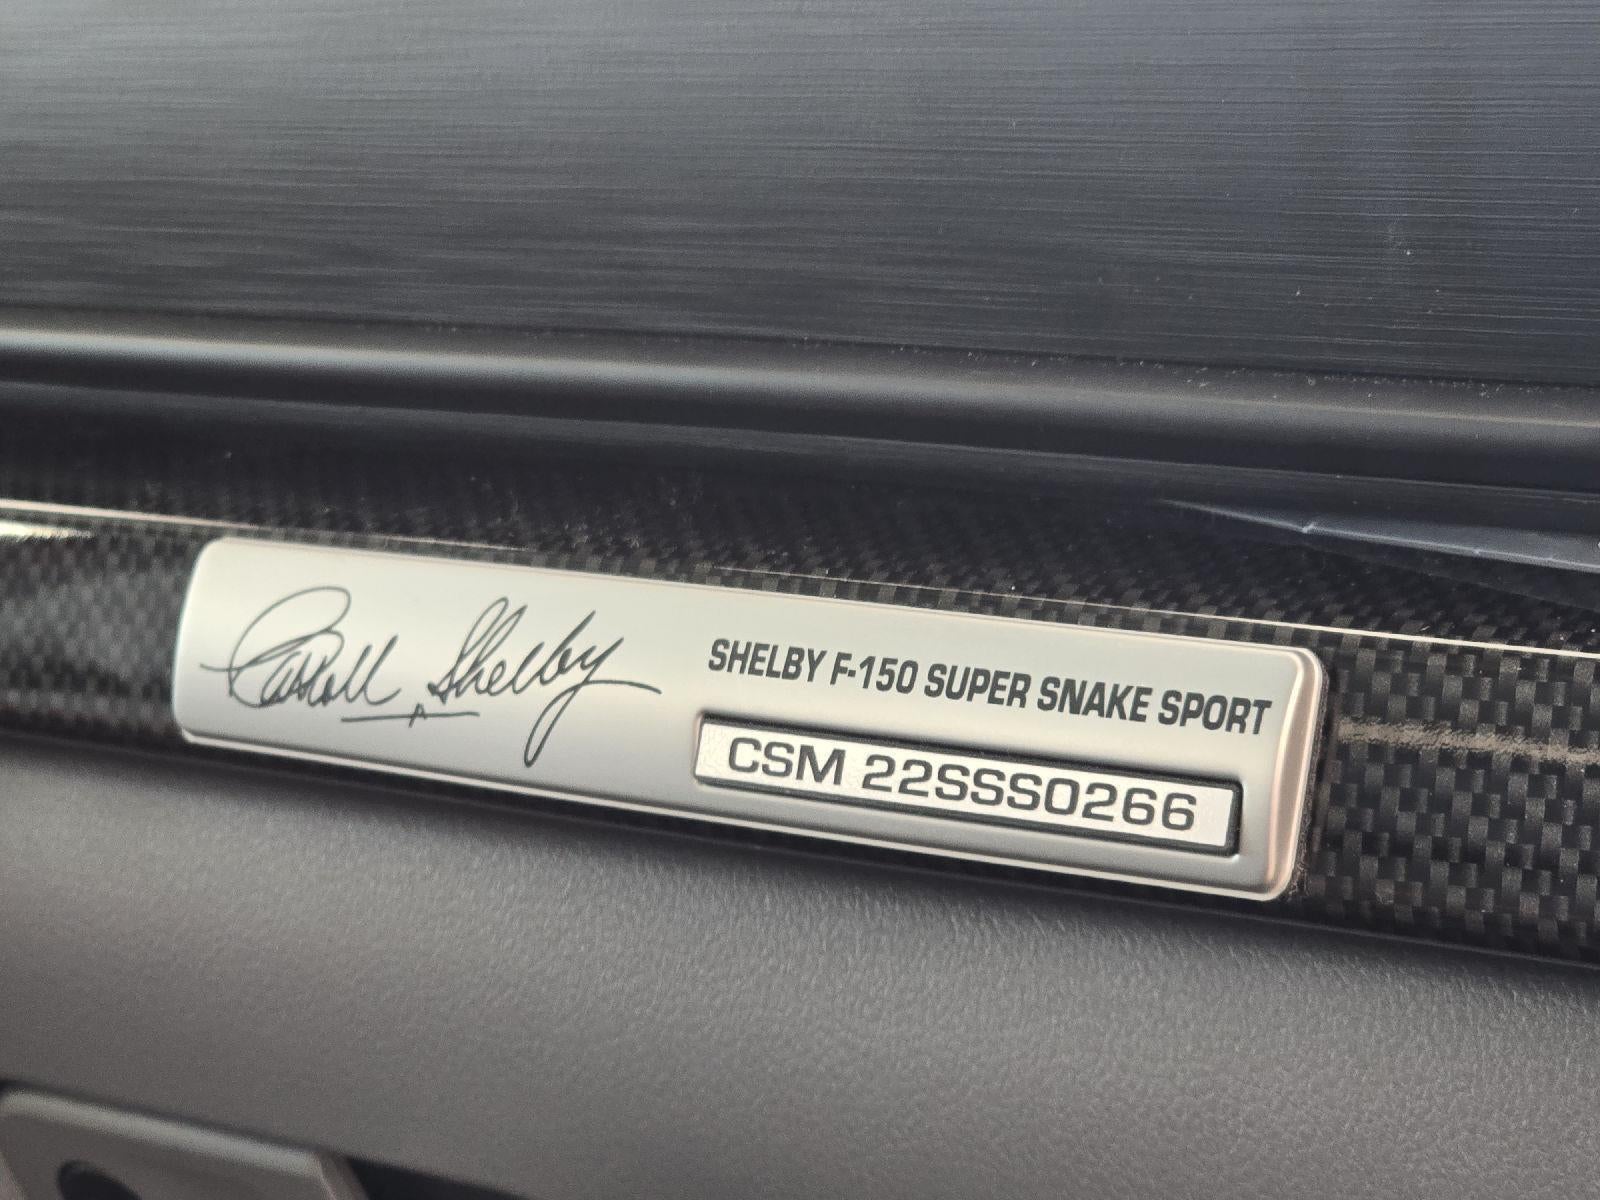 Carroll Shelby
SHELBY F-150 SUPER SNAKE SPORT
CSM 22SSS0266